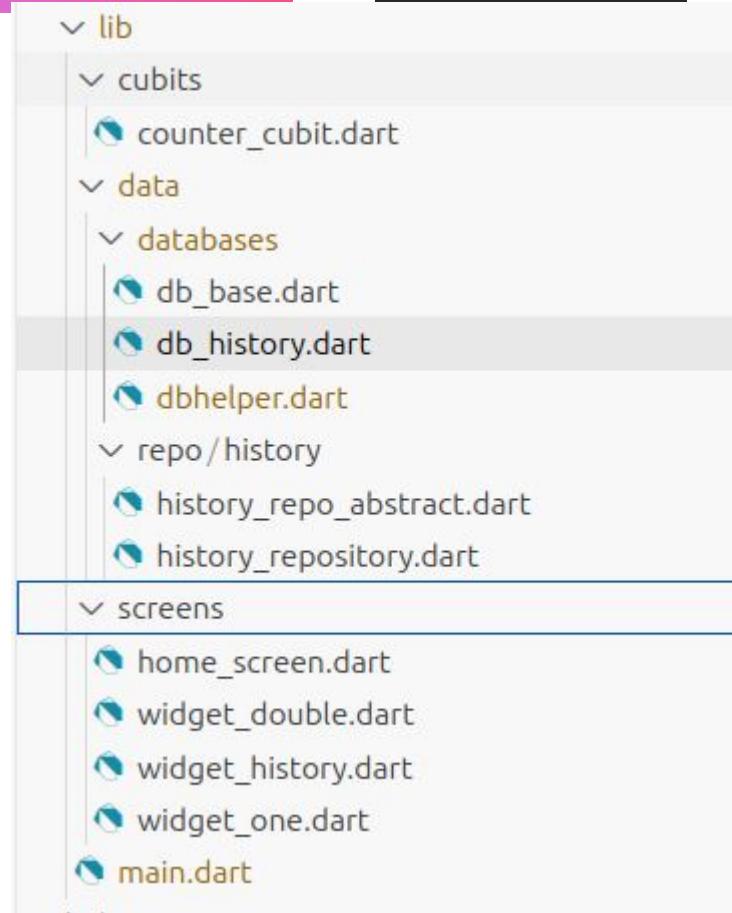 lib
cubits
counter_cubit.dart
data
databases
db_base.dart
db_history.dart
dbhelper.dart
repo/history
history_repo_abstract.dart
history_repository.dart
screens
home_screen.dart
widget_double.dart
widget_history.dart
widget_one.dart
main.dart